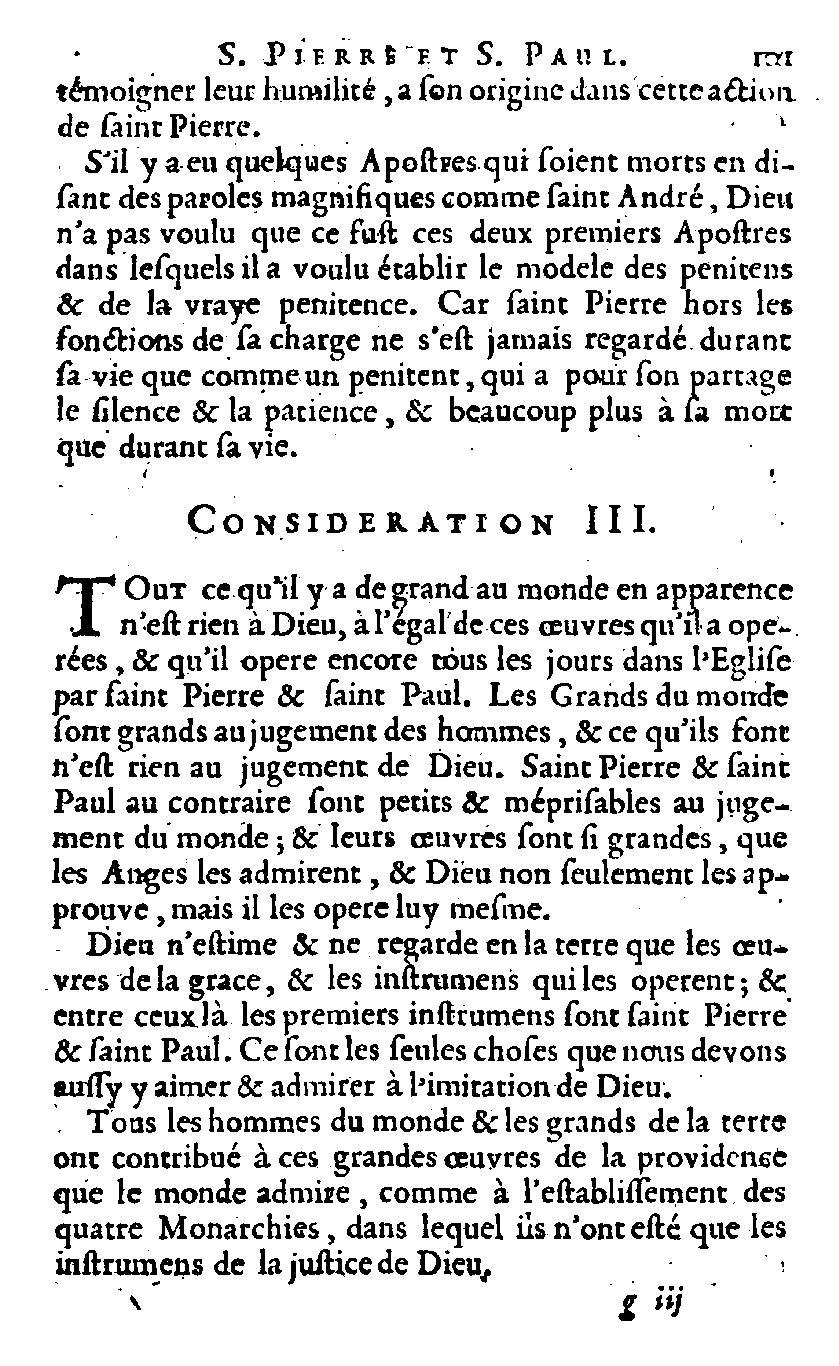 S. PIERRE ET S. PAUL.
témoigner leur humilité, a ſon origine dans cette action
de ſaint Pierre.
S'il y a eu quelques Apoſtres qui ſoient morts en di-
ſant des paroles magnifiques comme ſaint André, Dieu
n'a pas voulu que ce fuſt ces deux premiers Apoſtres
dans leſquels il a voulu établir le modele des penitens
& de la vraye penitence. Car ſaint Pierre hors les
fonctions de ſa charge ne s'eſt jamais regardé durant
ſa vie que comme un penitent, qui a pour ſon partage
le ſilence & la patience, & beaucoup plus à ſa mort
que durant ſa vie.
CONSIDERATION III.
TOUT ce qu'il y a de grand au monde en apparence
n'eſt rien à Dieu, à l'égal de ces œuvres qu'il a ope-
rées, & qu'il opere encore tous les jours dans l'Egliſe
par ſaint Pierre & ſaint Paul. Les Grands du monde
ſont grands au jugement des hommes, & ce qu'ils font
n'eſt rien au jugement de Dieu. Saint Pierre & ſaint
Paul au contraire ſont petits & mépriſables au juge-
ment du monde; & leurs œuvres ſont ſi grandes, que
les Anges les admirent, & Dieu non ſeulement les ap-
prouve, mais il les opere luy meſme.
Dieu n'eſtime & ne regarde en la terre que les œu-
vres de la grace, & les inſtrumens qui les operent; &
entre ceux là les premiers inſtrumens ſont ſaint Pierre
& ſaint Paul. Ce ſont les ſeules choſes que nous devons
auſſy y aimer & admirer à l'imitation de Dieu.
Tous les hommes du monde & les grands de la terre
ont contribué à ces grandes œuvres de la providence
que le monde admire, comme à l'eſtabliſſement des
quatre Monarchies, dans lequel ils n'ont eſté que les
inſtrumens de la juſtice de Dieu.
g iij